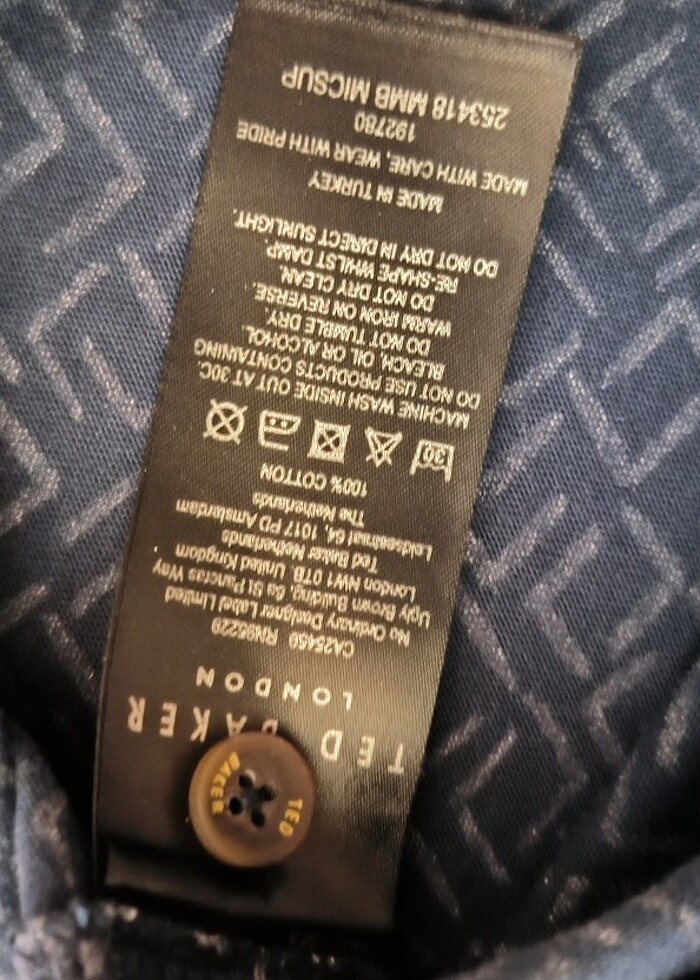 TED BAKER
LONDON
CA25459 RN95229
No Ordinary Designer Label Limited
Ugly Brown Building, 6a St Pancras Way
London NW1 0TB, United Kingdom
Ted Baker Netherlands
Leidsestraat 64, 1017 PD Amsterdam
The Netherlands
100% COTTON
30
MACHINE WASH INSIDE OUT AT 30C.
DO NOT USE PRODUCTS CONTAINING
BLEACH, OIL OR ALCOHOL.
DO NOT TUMBLE DRY.
WARM IRON ON REVERSE.
DO NOT DRY CLEAN.
RE-SHAPE WHILST DAMP.
DO NOT DRY IN DIRECT SUNLIGHT.
MADE IN TURKEY
MADE WITH CARE, WEAR WITH PRIDE
192780
253418 MMB MICSUP
TED
BAKER